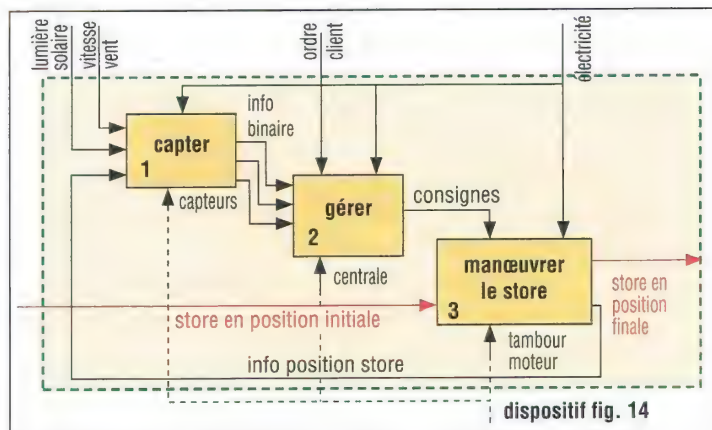 lumière
solaire
vitesse
vent
ordre
client
électricité
info
binaire
capter
1
capteurs
gérer
2
consignes
centrale
manœuvrer
le store
3
store en
position
finale
store en position initiale
tambour
moteur
info position store
dispositif fig. 14